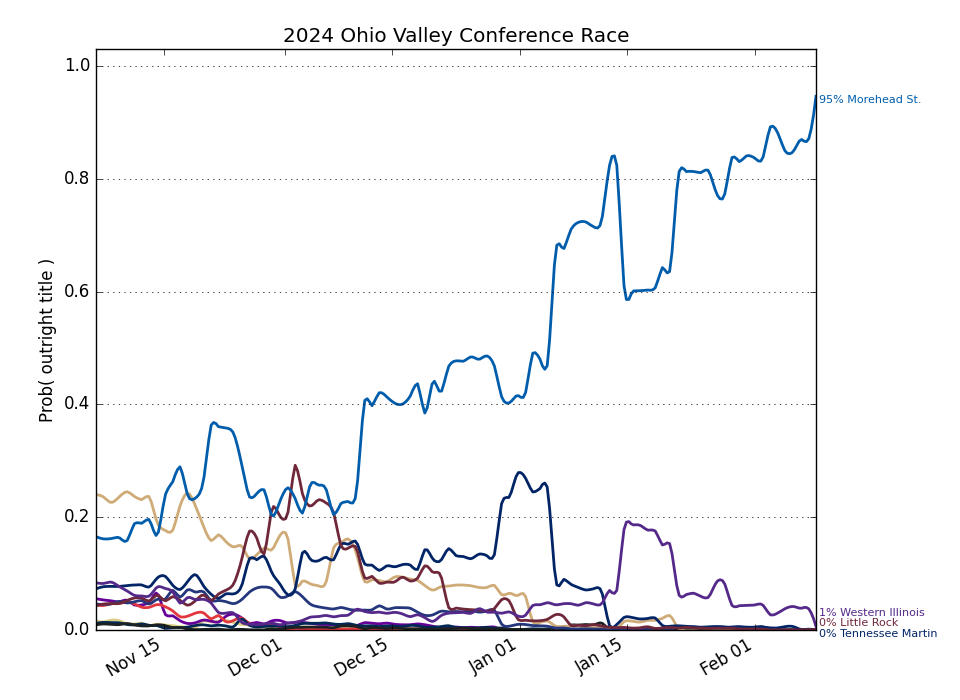 2024 Ohio Valley Conference Race
1.0
95% Morehead St.
0.8
0.6
Prob( outright title )
0.4
0.2
1% Western Illinois
0% Little Rock
0.0
0% Tennessee Martin
Nov 15
Dec 01
Dec 15
Jan 01
Jan 15
Feb 01